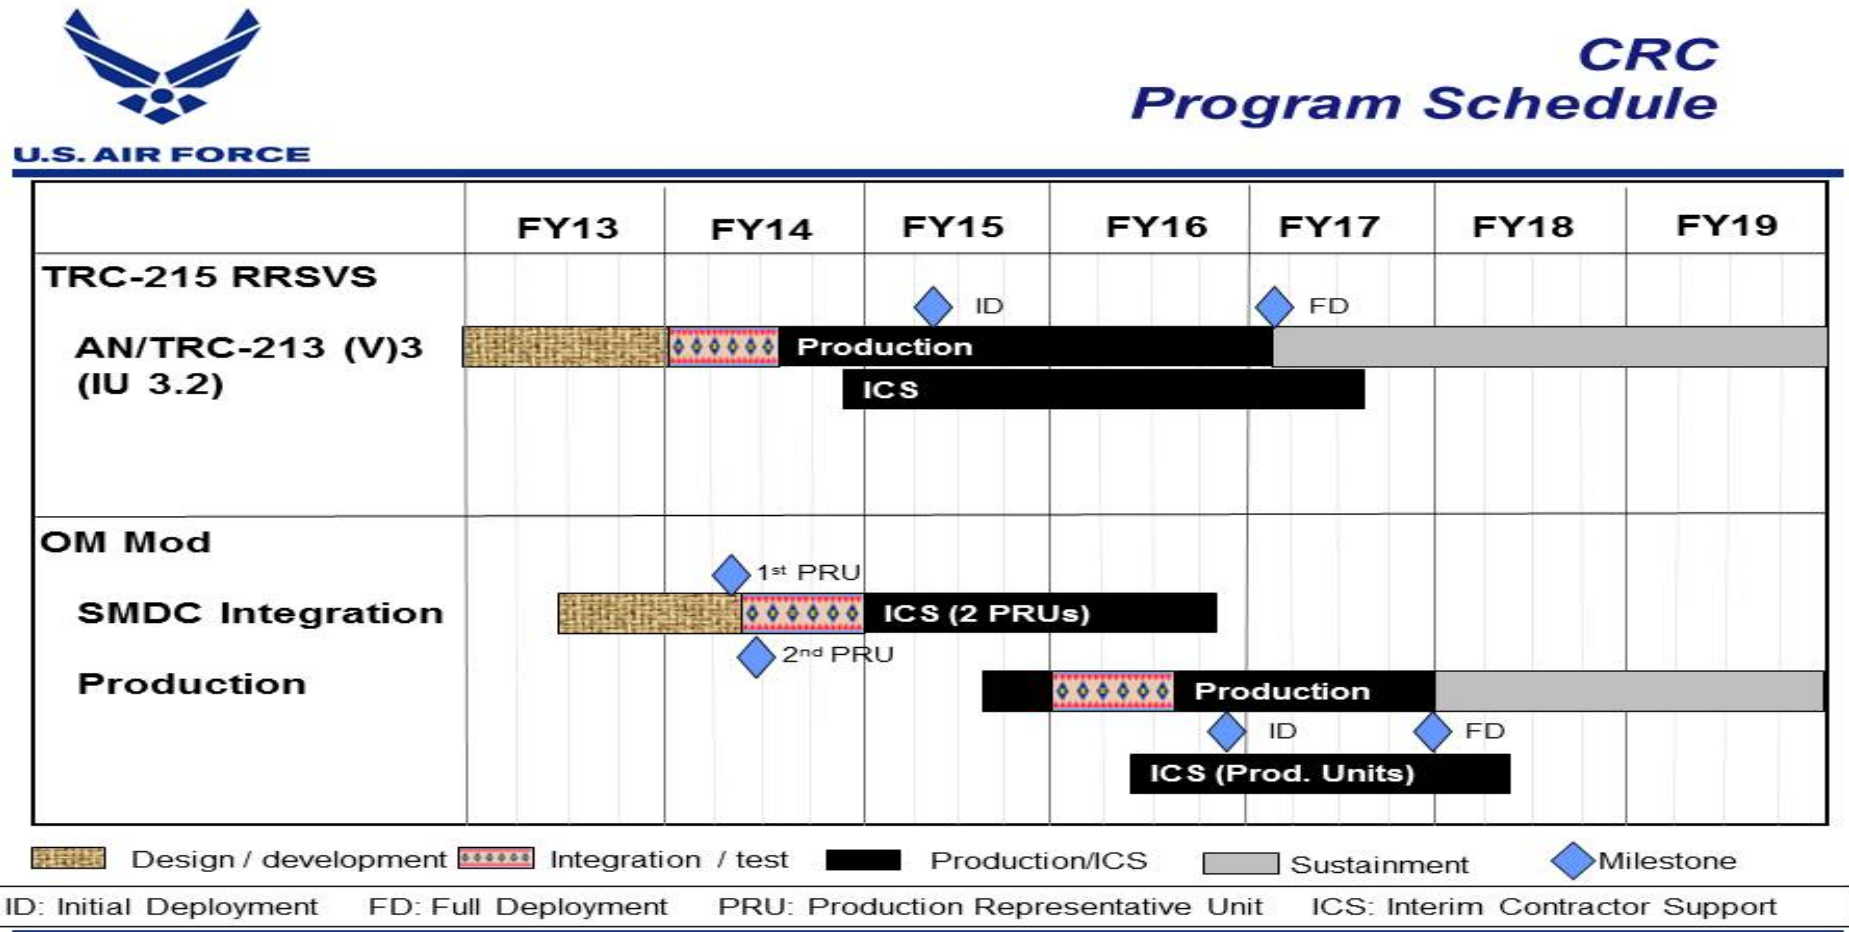 CRC
Program Schedule
U.S. AIR FORCE
FY13 FY14 FY15 FY16 FY17 FY18 FY19
TRC-215 RRSVS
ID FD
AN/TRC-213 (V)3
Production
(IU 3.2)
ICS
OM Mod
1st PRU
SMDC Integration
ICS (2 PRUs)
2nd PRU
Production
Production
ID FD
ICS (Prod. Units)
Design / development Integration / test Production/ICS Sustainment Milestone
ID: Initial Deployment FD: Full Deployment PRU: Production Representative Unit ICS: Interim Contractor Support